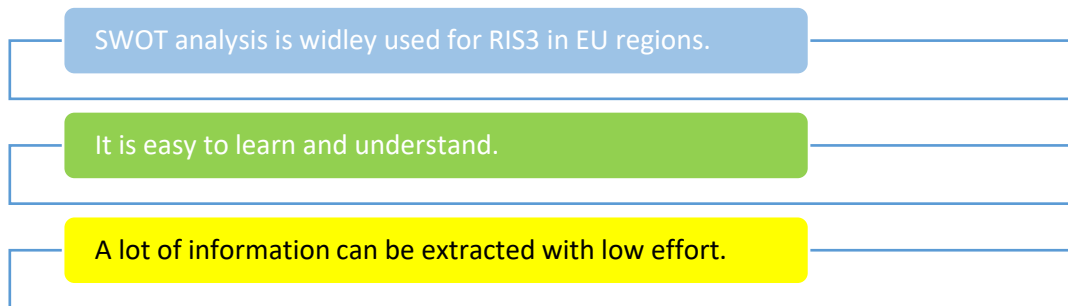 SWOT analysis is widley used for RIS3 in EU regions.
It is easy to learn and understand.
A lot of information can be extracted with low effort.